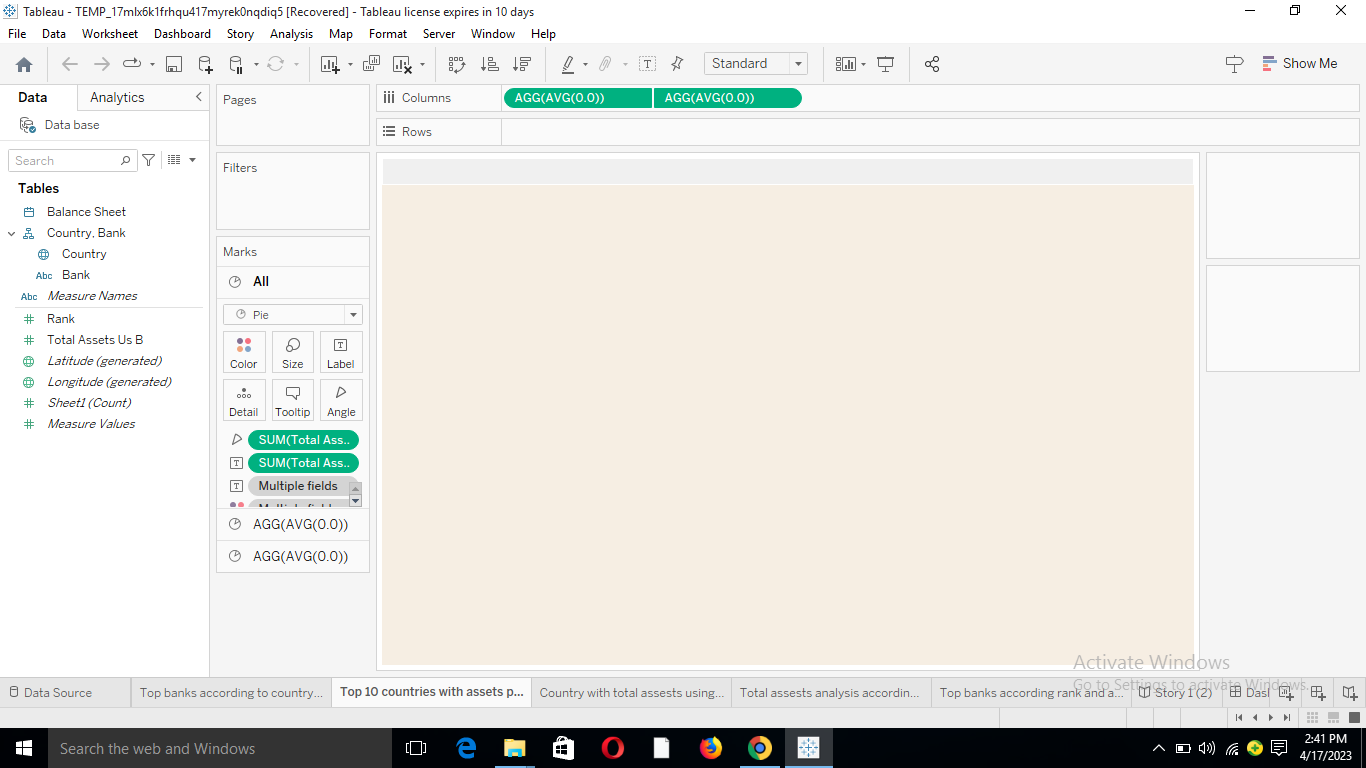 Tableau - TEMP_17mlx6k1frhqu417myrek0nqdiq5 [Recovered] - Tableau license expires in 10 days
File Data Worksheet Dashboard Story Analysis Map Format Server Window Help
Standard
Show Me
Data Analytics
Pages
Columns AGG(AVG(0.0)) AGG(AVG(0.0))
Data base
Rows
Search
Filters
Tables
Balance Sheet
Country, Bank
Country
Abc Bank
Abc Measure Names
Rank
Total Assets Us B
Latitude (generated)
Longitude (generated)
Sheet1 (Count)
Measure Values
Marks
All
Pie
Color Size Label
Detail Tooltip Angle
SUM(Total Ass..
SUM(Total Ass..
Multiple fields
AGG(AVG(0.0))
AGG(AVG(0.0))
Activate Windows
Go to Settings to activate Windows.
Data Source Top banks according to country... Top 10 countries with assets p... Country with total assests using... Total assests analysis accordin... Top banks according rank and a... Story 1 (2) Dasl
Search the web and Windows
2:41 PM
4/17/2023